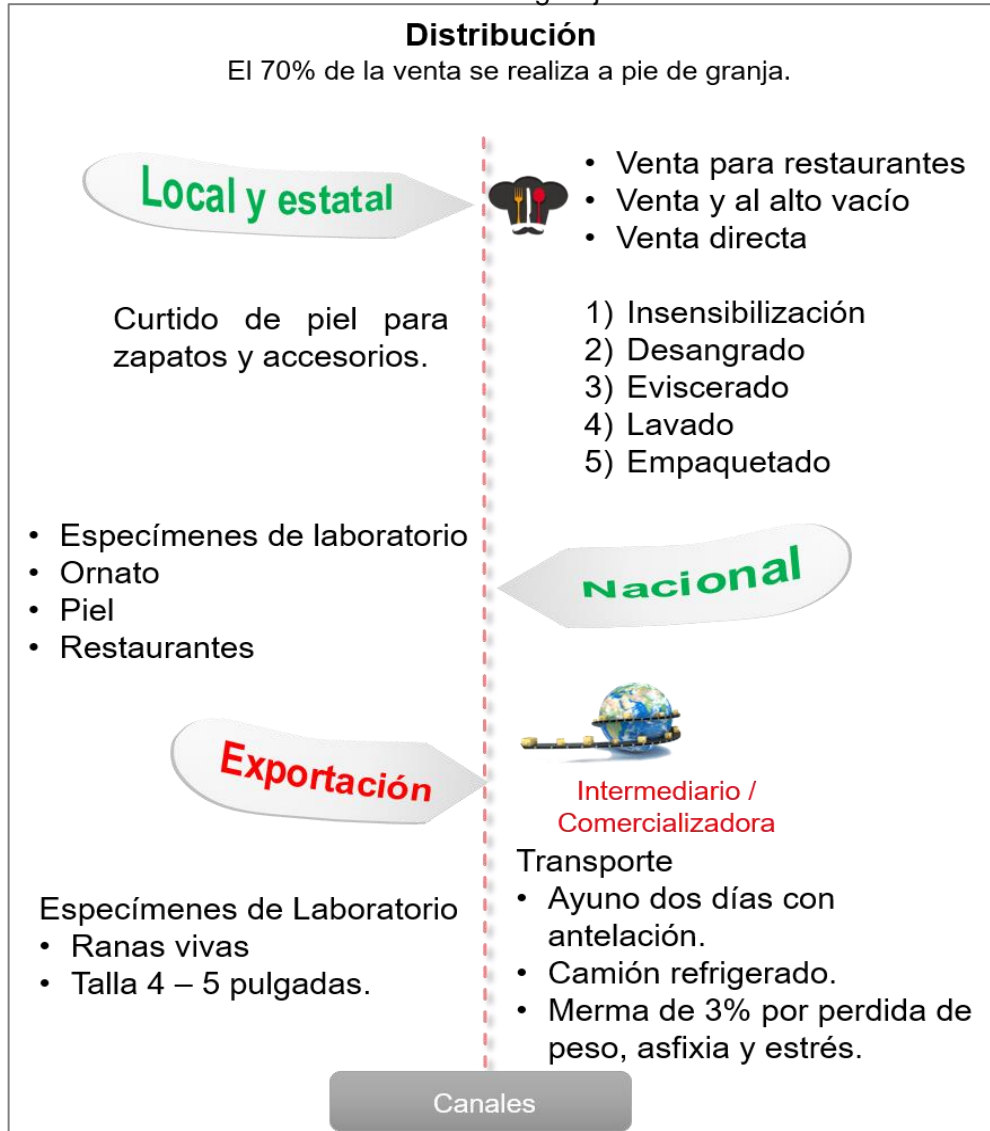 Distribución
El 70% de la venta se realiza a pie de granja.
Local y estatal
• Venta para restaurantes
• Venta y al alto vacío
• Venta directa
Curtido de piel para
zapatos y accesorios.
1) Insensibilización
2) Desangrado
3) Eviscerado
4) Lavado
5) Empaquetado
• Especímenes de laboratorio
• Ornato
• Piel
• Restaurantes
Nacional
Exportación
Intermediario /
Comercializadora
Especímenes de Laboratorio
• Ranas vivas
• Talla 4 – 5 pulgadas.
Transporte
• Ayuno dos días con
antelación.
• Camión refrigerado.
• Merma de 3% por perdida de
peso, asfixia y estrés.
Canales